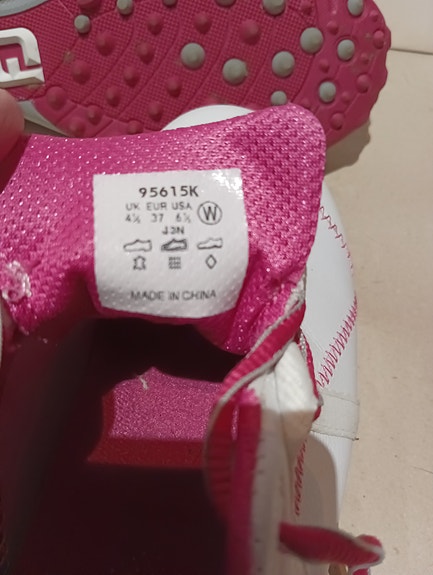 95615K
UK EUR USA
4½ 37 6½ W
J3N
MADE IN CHINA